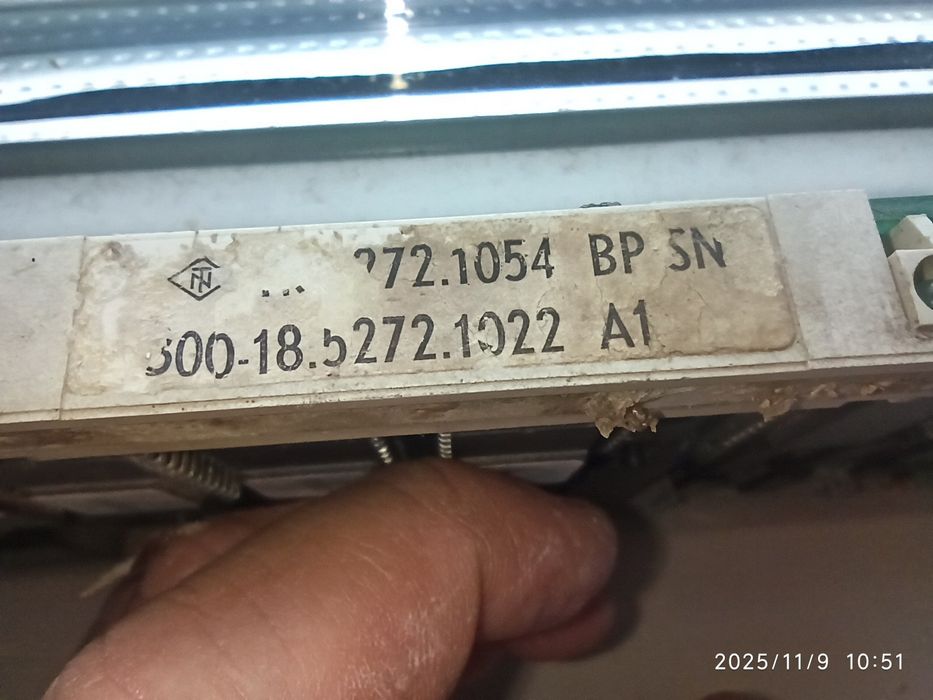 272.1054 BP SN
300-18.5272.1022 A1
2025/11/9 10:51